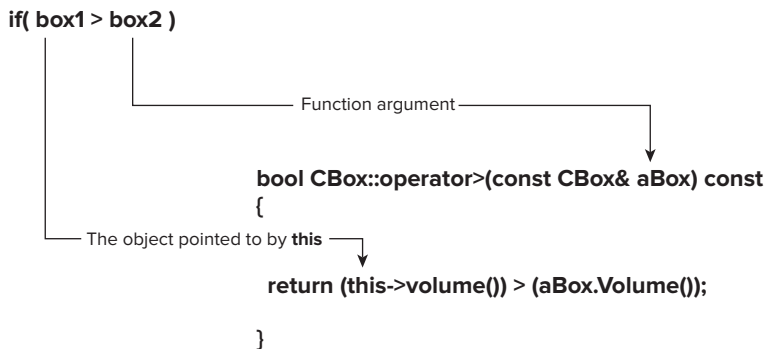 if( box1 > box2 )
Function argument
bool CBox::operator>(const CBox& aBox) const
{
The object pointed to by this
return (this->volume()) > (aBox.Volume());
}